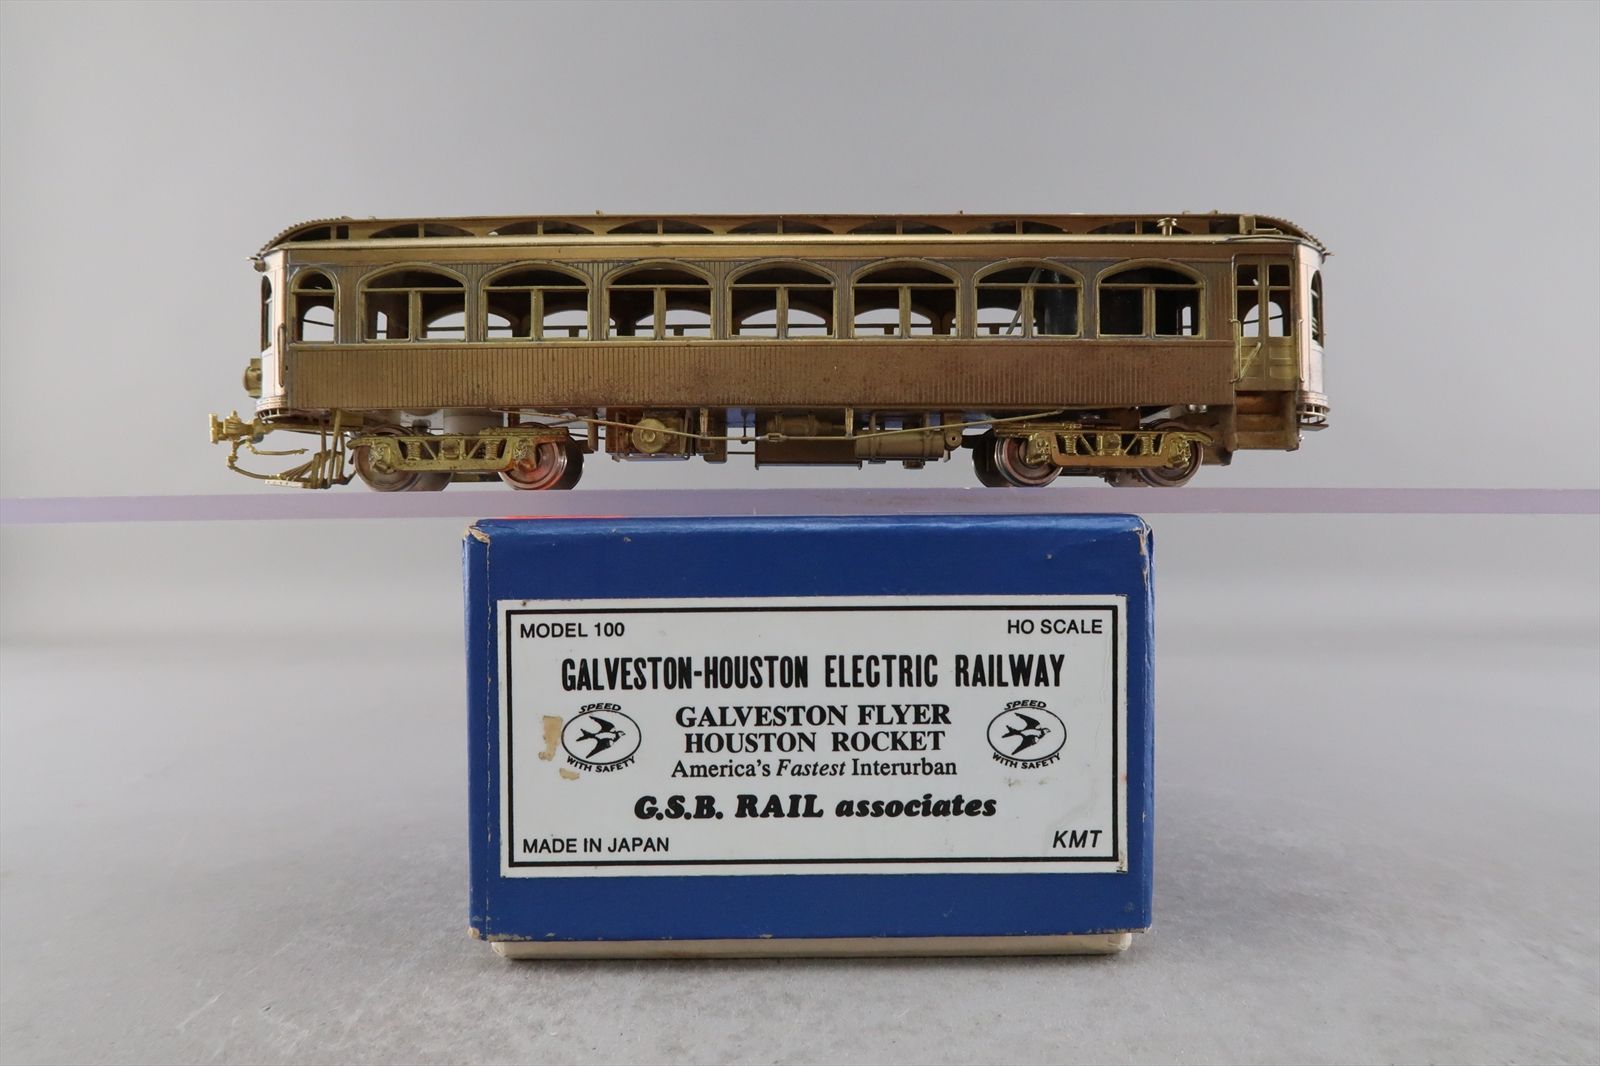 MODEL 100 HO SCALE
GALVESTON-HOUSTON ELECTRIC RAILWAY
SPEED WITH SAFETY
GALVESTON FLYER
HOUSTON ROCKET
America's Fastest Interurban
SPEED WITH SAFETY
G.S.B. RAIL associates
MADE IN JAPAN KMT